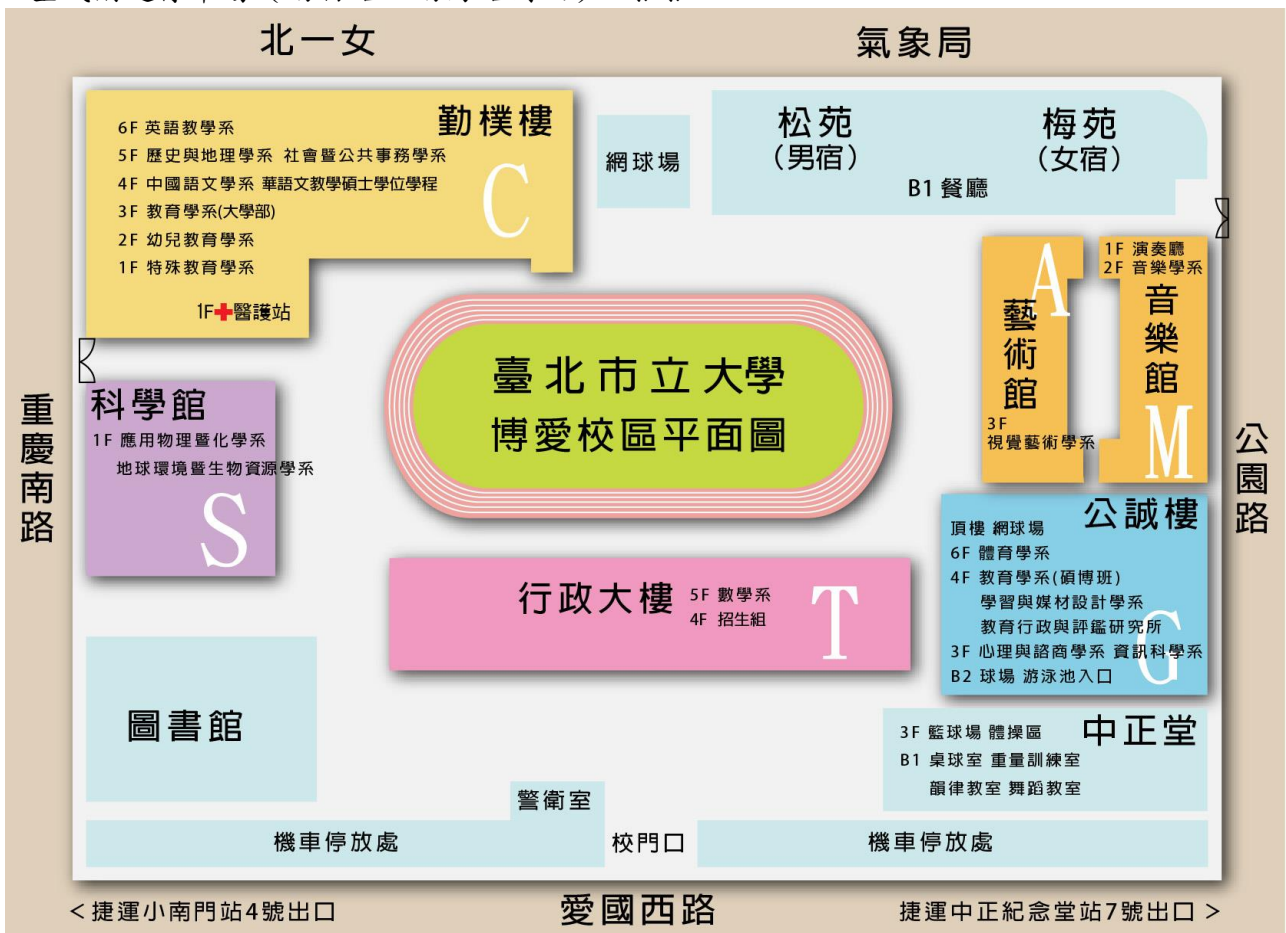 北一女
氣象局
勤樸樓
6F 英語教學系
5F 歷史與地理學系 社會暨公共事務學系
4F 中國語文學系 華語文教學碩士學位學程
3F 教育學系(大學部)
2F 幼兒教育學系
1F 特殊教育學系
C
1F✚醫護站
網球場
松苑
(男宿)
梅苑
(女宿)
B1 餐廳
A
藝術館
3F
視覺藝術學系
1F 演奏廳
2F 音樂學系
音樂館
M
臺北市立大學
博愛校區平面圖
重慶南路
科學館
1F 應用物理暨化學系
地球環境暨生物資源學系
S
公園路
公誠樓
頂樓 網球場
6F 體育學系
4F 教育學系(碩博班)
學習與媒材設計學系
教育行政與評鑑研究所
3F 心理與諮商學系 資訊科學系
B2 球場 游泳池入口
G
行政大樓
5F 數學系
4F 招生組
T
圖書館
中正堂
3F 籃球場 體操區
B1 桌球室 重量訓練室
韻律教室 舞蹈教室
警衛室
機車停放處
校門口
機車停放處
<捷運小南門站4號出口
愛國西路
捷運中正紀念堂站7號出口>